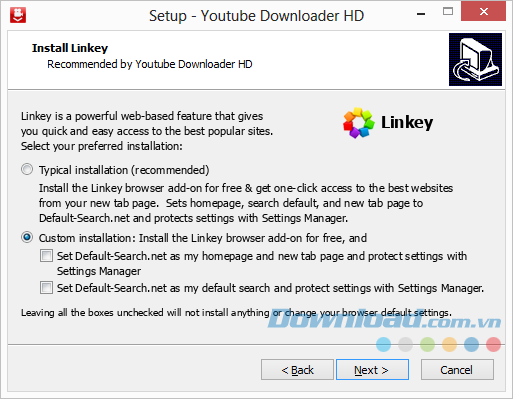 Setup - Youtube Downloader HD
Install Linkey
Recommended by Youtube Downloader HD
Linkey is a powerful web-based feature that gives
you quick and easy access to the best popular sites.
Select your preferred installation:
Linkey
Typical installation (recommended)
Install the Linkey browser add-on for free & get one-click access to the best websites
from your new tab page. Sets homepage, search default, and new tab page to
Default-Search.net and protects settings with Settings Manager.
Custom installation: Install the Linkey browser add-on for free, and
Set Default-Search.net as my homepage and new tab page and protect settings with
Settings Manager
Set Default-Search.net as my default search and protect settings with Settings Manager.
Leaving all the boxes unchecked will not install anything or change your browser default settings.
Download.com.vn
< Back
Next >
Cancel